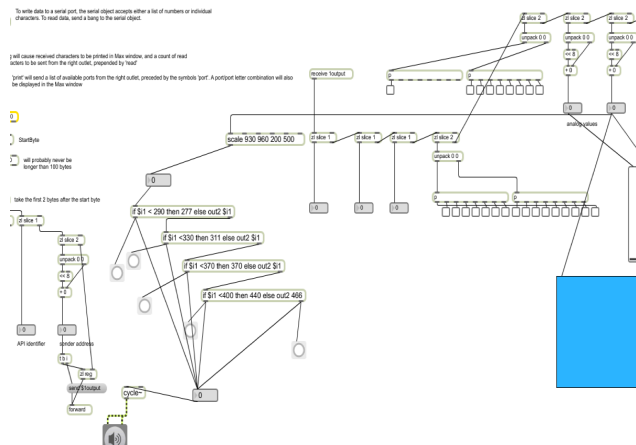 To write data to a serial port, the serial object accepts either a list of numbers or individual
characters. To read data, send a bang to the serial object.
will cause received characters to be printed in Max window, and a count of read
to be sent from the right outlet, prepended by 'read'
'print' will send a list of available ports from the right outlet, preceded by the symbols 'port'. A port/port letter combination will also
be displayed in the Max window
StartByte
will probably never be
longer than 100 bytes
take the first 2 bytes after the start byte
zl slice 1
zl slice 2
unpack 0 0
<< 8
+ 0
0
0
API identifier
sender address
t b i
zl reg
send $1output
forward
0
if $i1 < 290 then 277 else out2 $i1
if $i1 <330 then 311 else out2 $i1
if $i1 <370 then 370 else out2 $i1
if $i1 <400 then 440 else out2 466
cycle~
0
scale 930 960 200 500
receive 1output
zl slice 1
zl slice 1
zl slice 1
zl slice 2
unpack 0 0
0
0
0
p
p
p
p
zl slice 2
zl slice 2
unpack 0 0
unpack 0 0
<< 8
<< 8
+ 0
+ 0
0
0
analog values